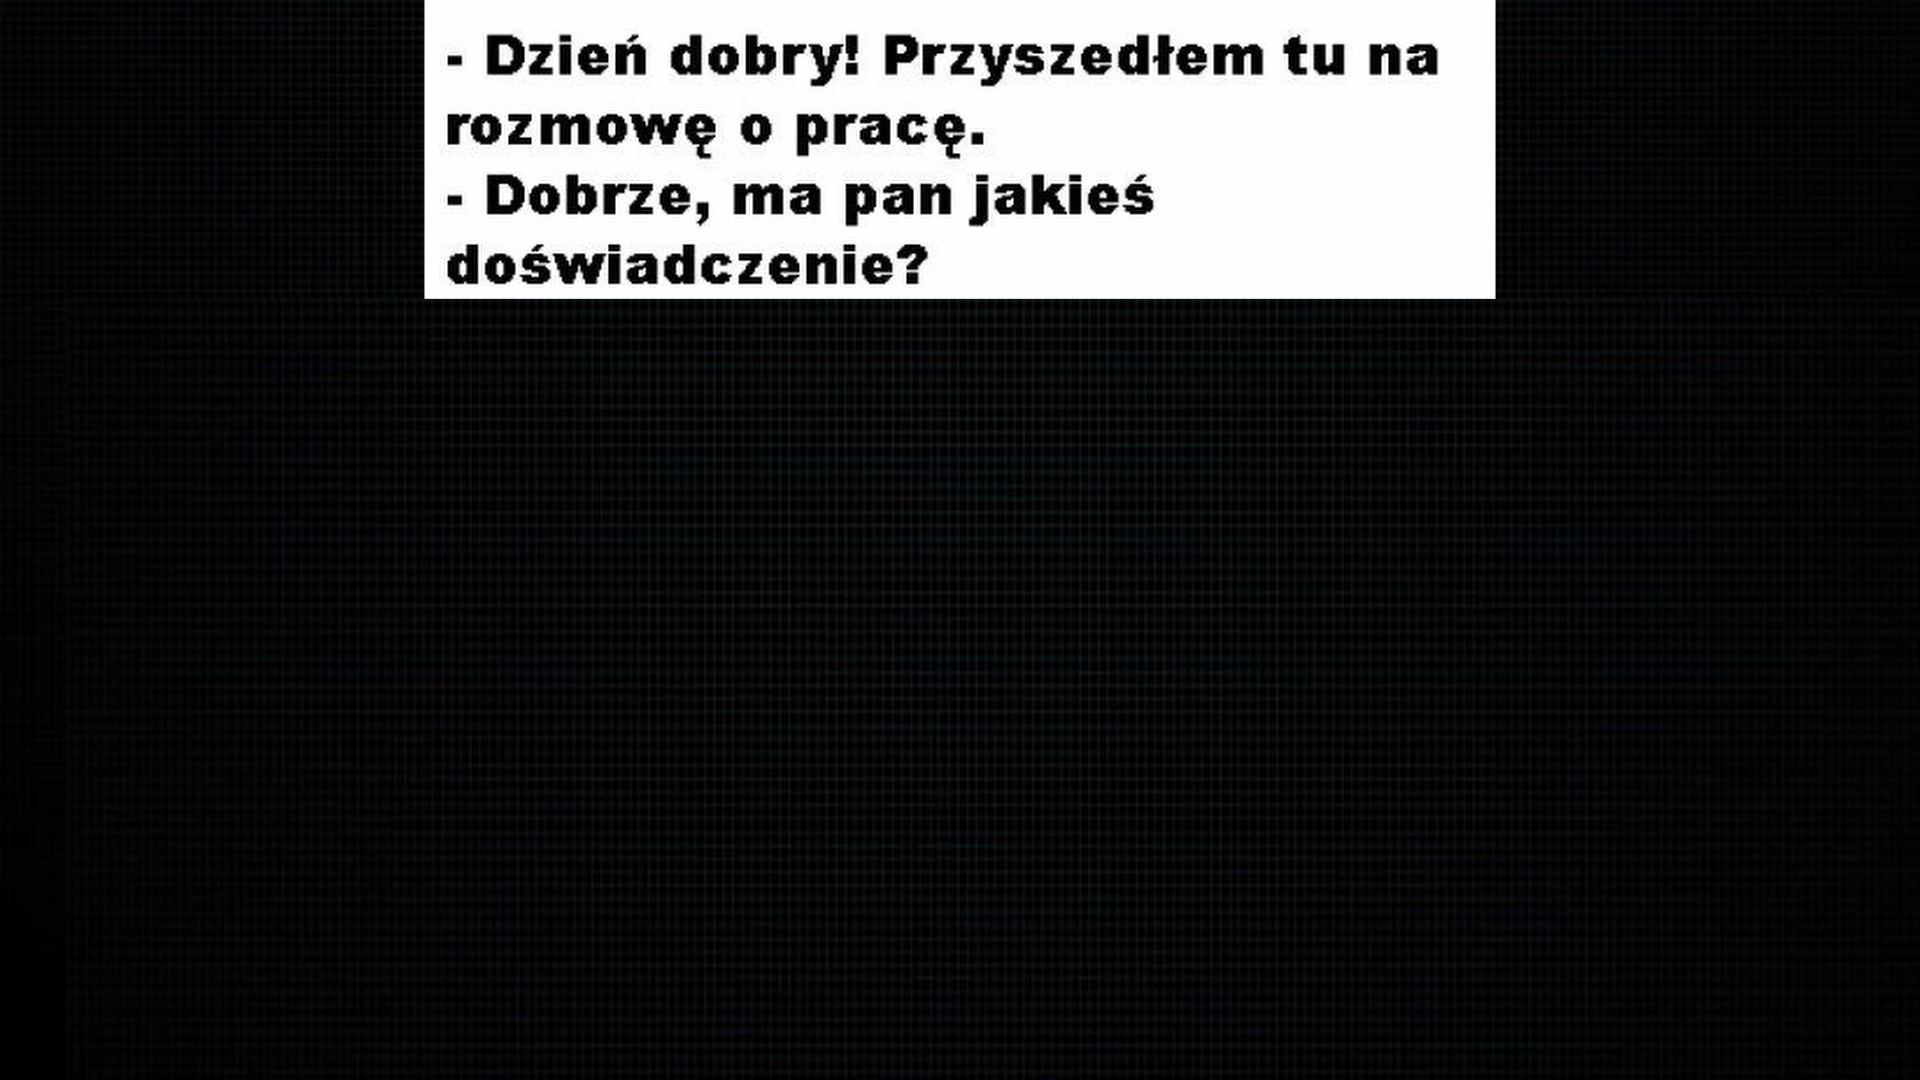 - Dzień dobry! Przyszedłem tu na
rozmowę o pracę.
- Dobrze, ma pan jakieś
doświadczenie?